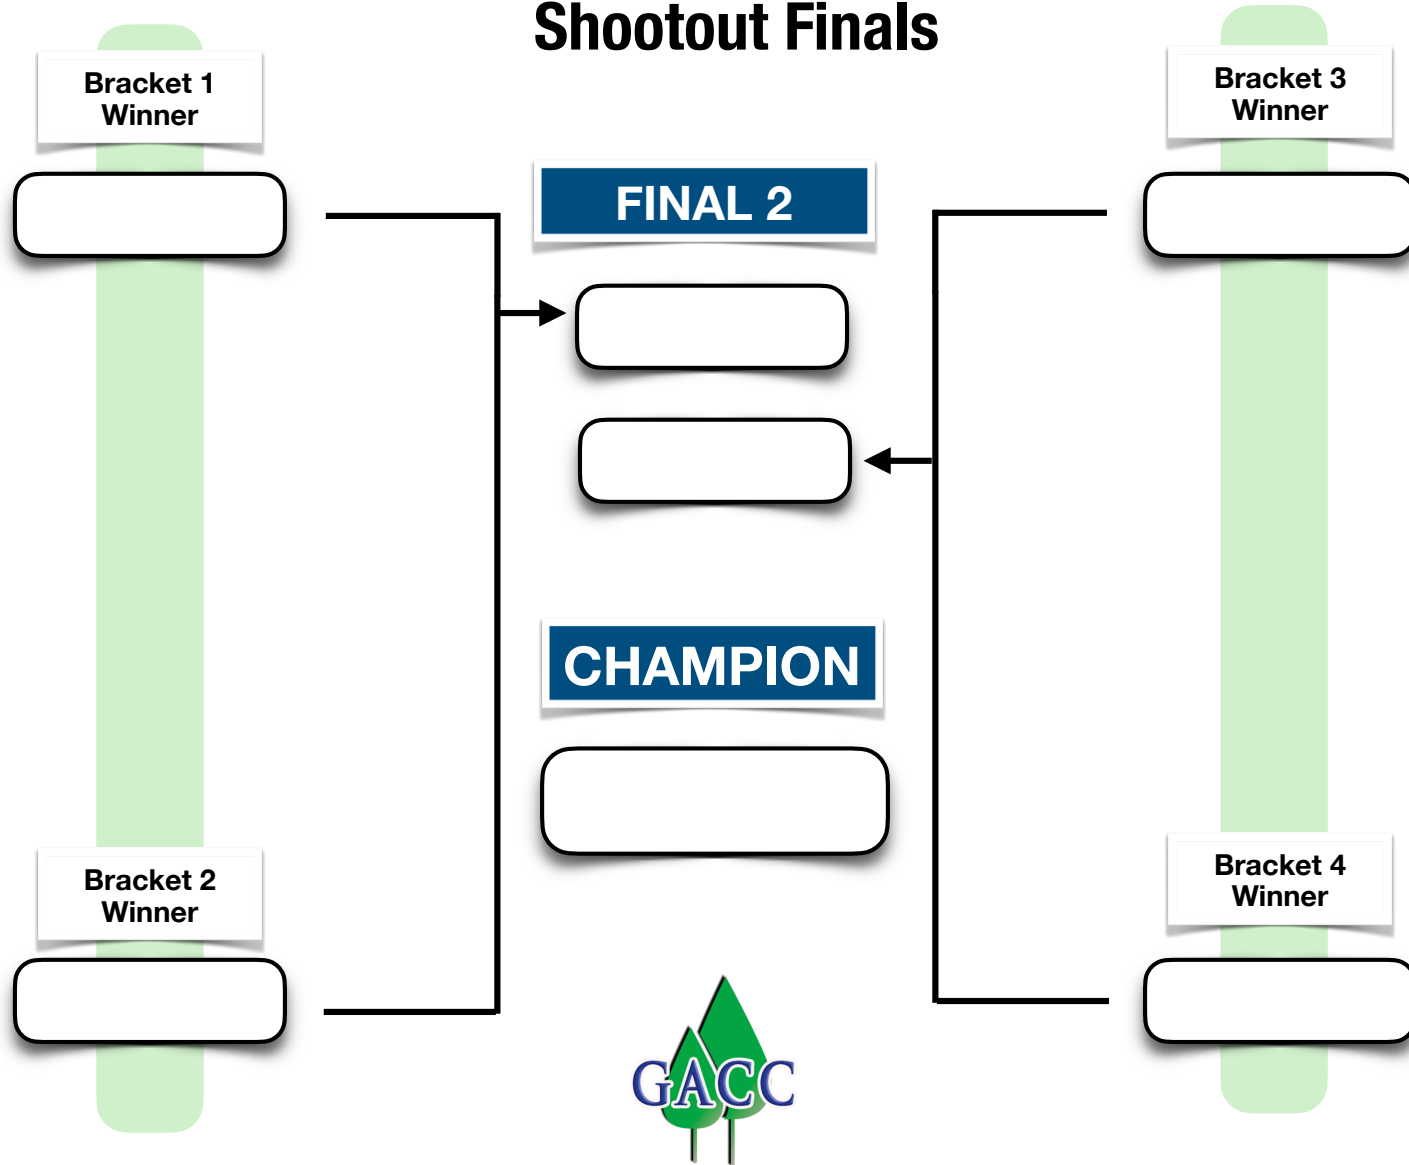 Shootout Finals
Bracket 1
Winner
Bracket 3
Winner
FINAL 2
CHAMPION
Bracket 2
Winner
Bracket 4
Winner
GACC